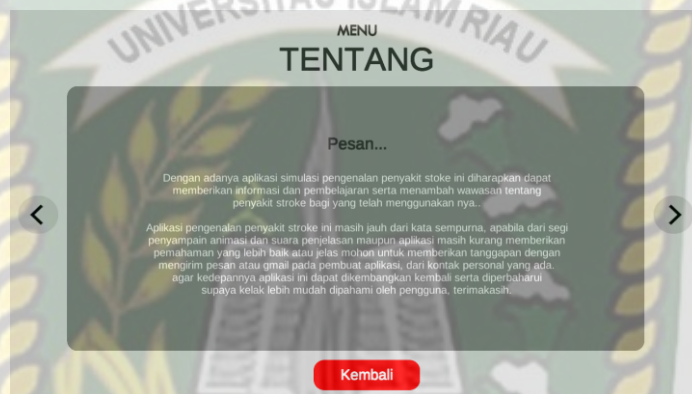 UNIVERSITAS ISLAM RIAU
MENU
TENTANG
Pesan...
Dengan adanya aplikasi simulasi pengenalan penyakit stoke ini diharapkan dapat
memberikan informasi dan pembelajaran serta menambah wawasan tentang
penyakit stroke bagi yang telah menggunakan nya..
Aplikasi pengenalan penyakit stroke ini masih jauh dari kata sempurna, apabila dari segi
penyampain animasi dan suara penjelasan maupun aplikasi masih kurang memberikan
pemahaman yang lebih baik atau jelas mohon untuk memberikan tanggapan dengan
mengirim pesan atau gmail pada pembuat aplikasi, dari kontak personal yang ada.
agar kedepannya aplikasi ini dapat dikembangkan kembali serta diperbaharui
supaya kelak lebih mudah dipahami oleh pengguna, terimakasih.
Kembali